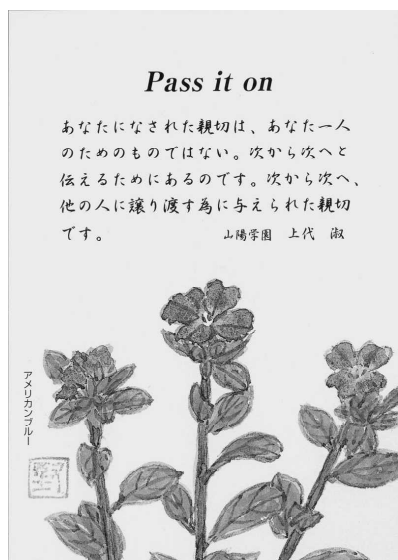 Pass it on
あなたになされた親切は、あなた一人
のためのものではない。次から次へと
伝えるためにあるのです。次から次へ、
他の人に譲り渡す為に与えられた親切
です。
山陽学園　上代　淑
アメリカンブルー